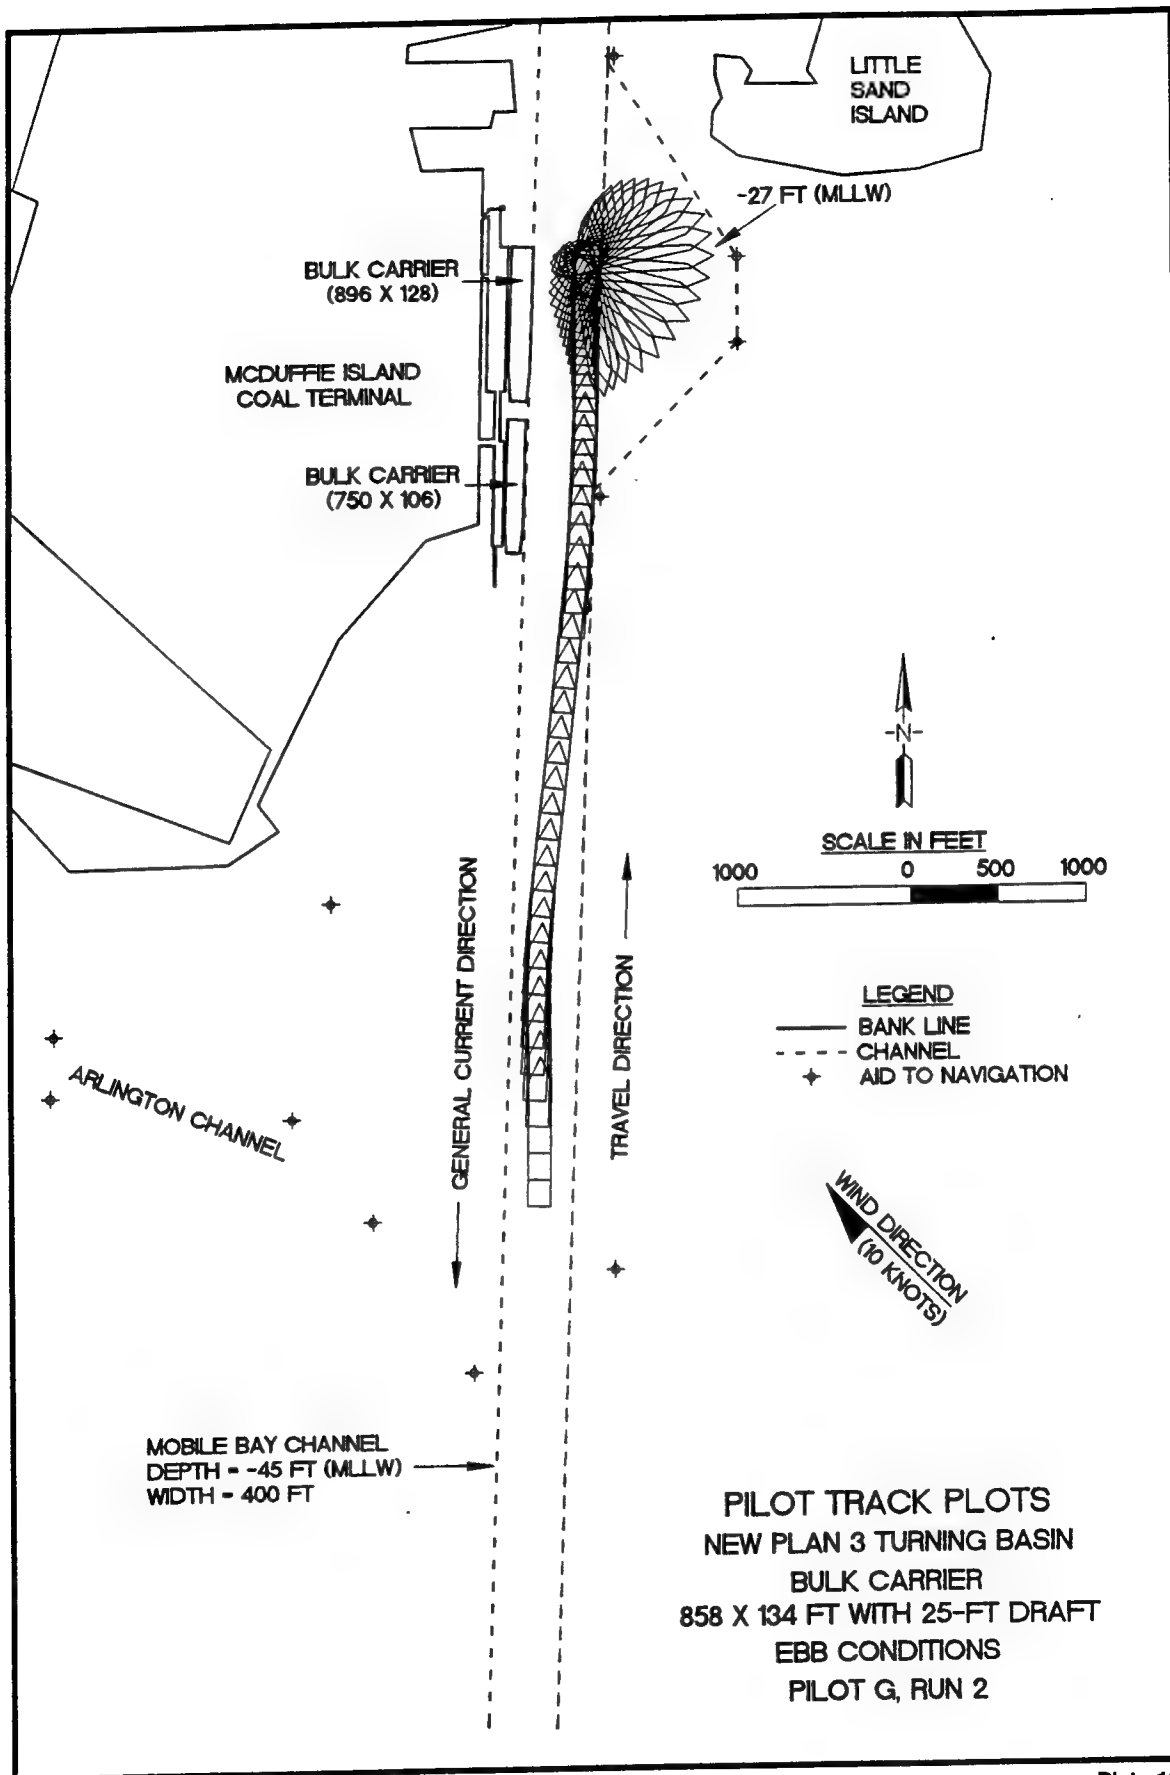 LITTLE
SAND
ISLAND
-27 FT (MLLW)
BULK CARRIER
(896 X 128)
MCDUFFIE ISLAND
COAL TERMINAL
BULK CARRIER
(750 X 106)
-N-
SCALE IN FEET
1000 0 500 1000
GENERAL CURRENT DIRECTION
TRAVEL DIRECTION
LEGEND
BANK LINE
CHANNEL
AID TO NAVIGATION
ARLINGTON CHANNEL
WIND DIRECTION
(10 KNOTS)
MOBILE BAY CHANNEL
DEPTH = -45 FT (MLLW)
WIDTH = 400 FT
PILOT TRACK PLOTS
NEW PLAN 3 TURNING BASIN
BULK CARRIER
858 X 134 FT WITH 25-FT DRAFT
EBB CONDITIONS
PILOT G, RUN 2